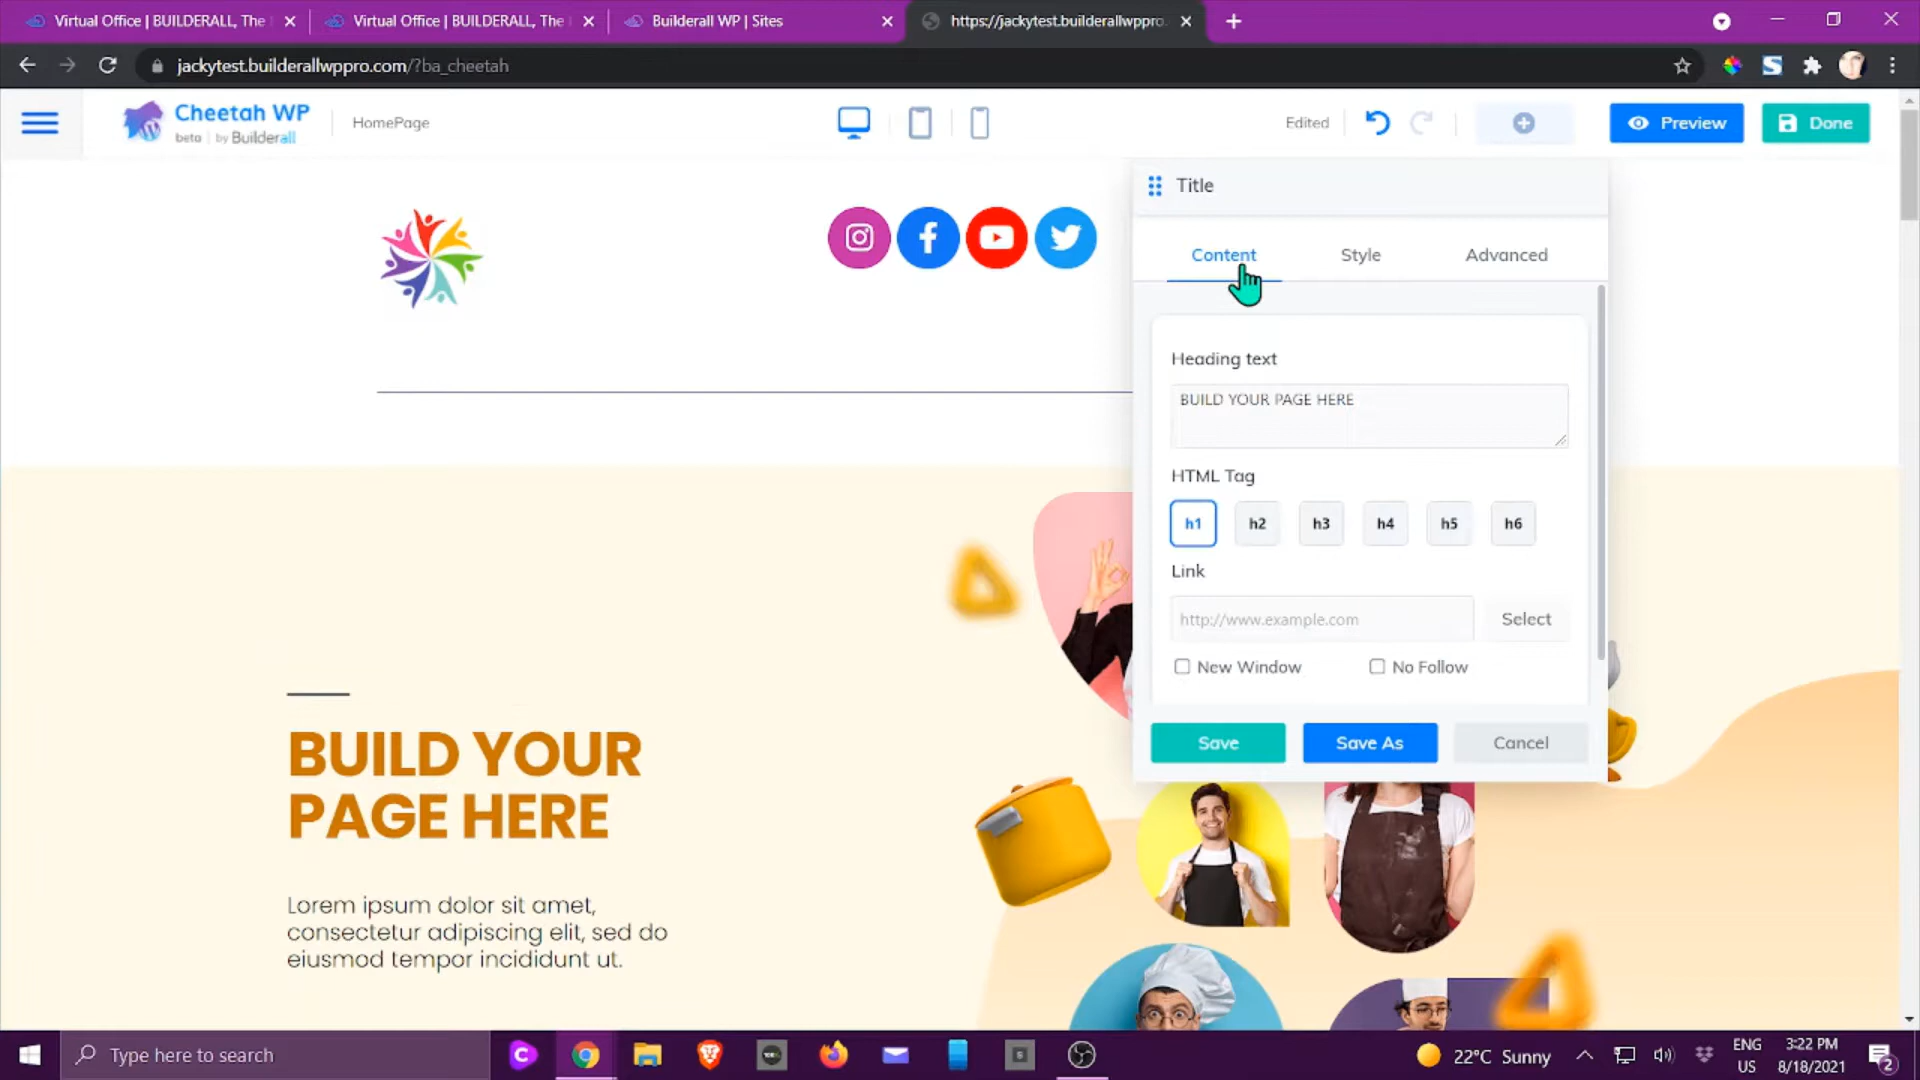 Virtual Office | BUILDERALL, The
Virtual Office | BUILDERALL, The
Builderall WP | Sites
https://jackytest.builderallwppro.
jackytest.builderallwppro.com/?ba_cheetah
Cheetah WP
beta | by Builderall
HomePage
Edited
Preview
Done
Title
Content
Style
Advanced
Heading text
BUILD YOUR PAGE HERE
HTML Tag
h1 h2 h3 h4 h5 h6
Link
http://www.example.com
Select
New Window
No Follow
Save
Save As
Cancel
BUILD YOUR
PAGE HERE
Lorem ipsum dolor sit amet,
consectetur adipiscing elit, sed do
eiusmod tempor incididunt ut.
Type here to search
22°C Sunny
ENG
US
3:22 PM
8/18/2021
2